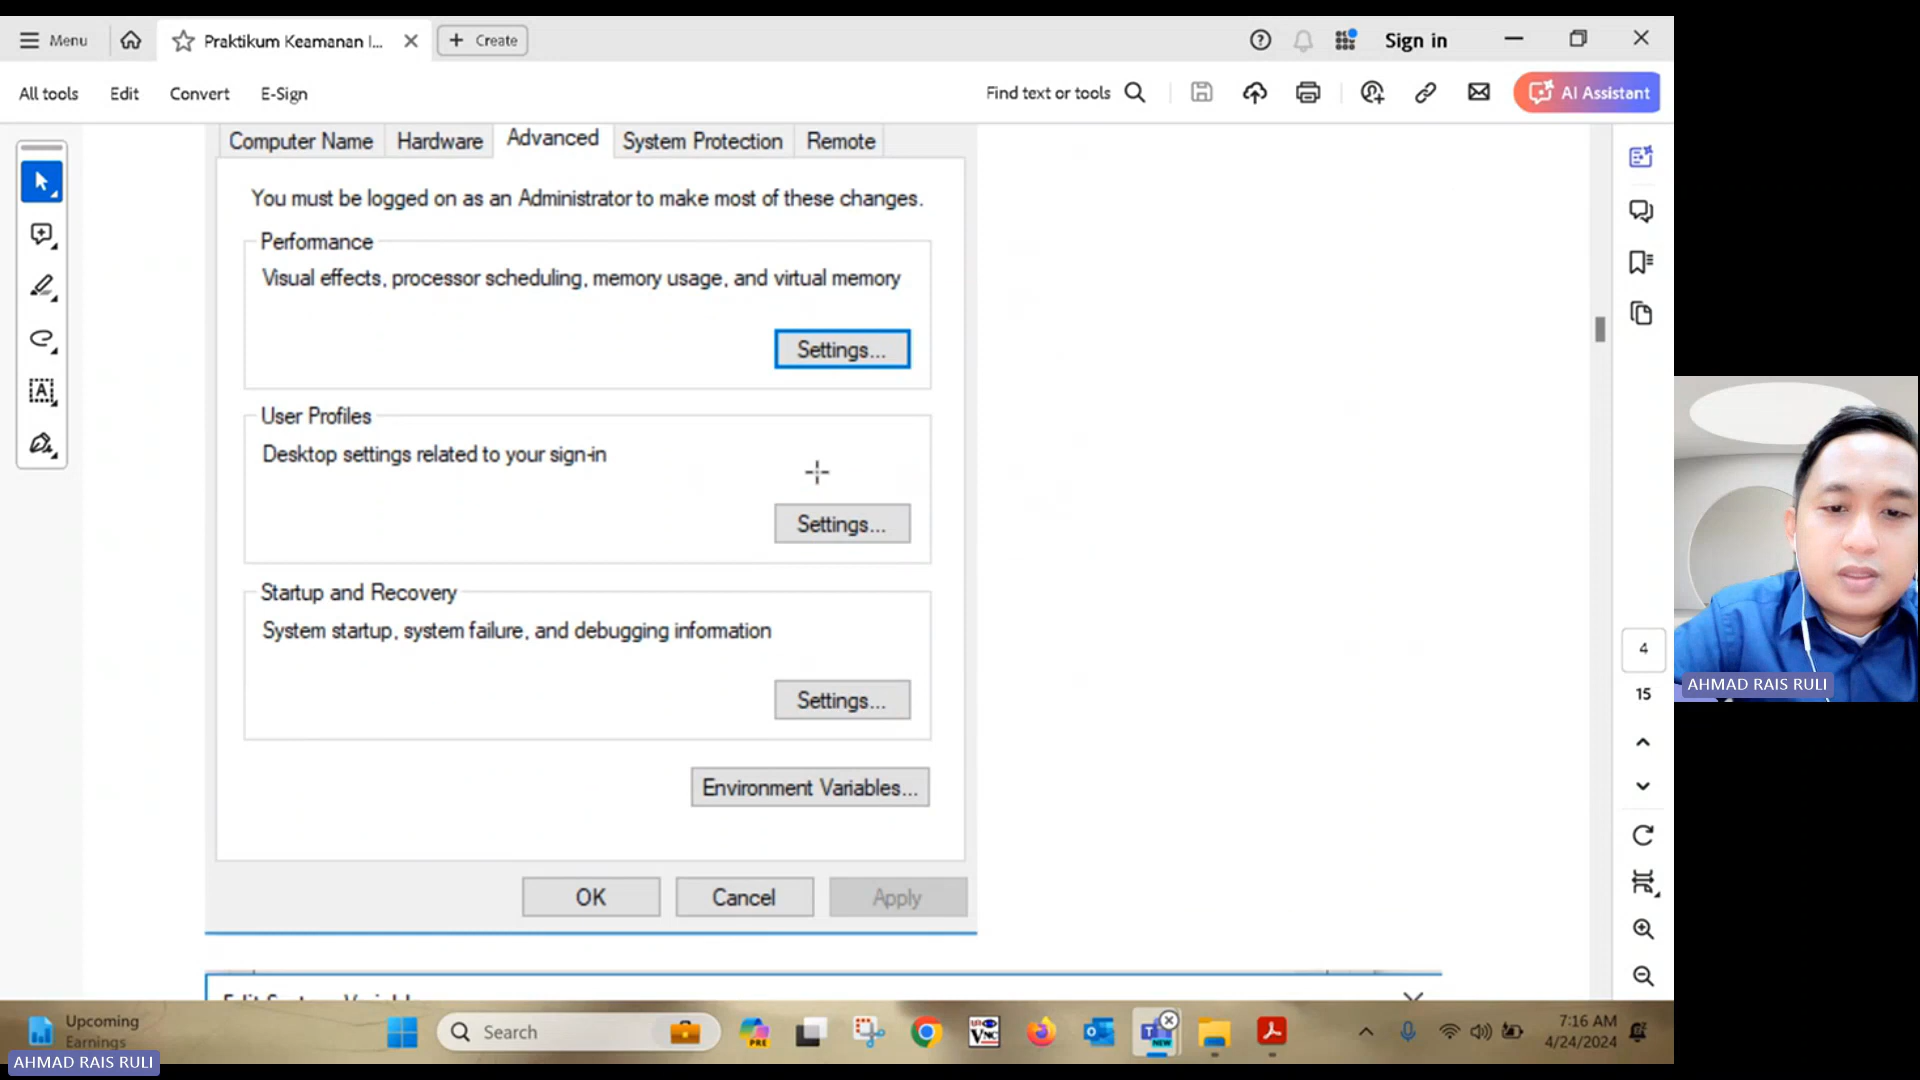 Menu
Praktikum Keamanan I...
Create
Sign in
All tools
Edit
Convert
E-Sign
Find text or tools
AI Assistant
Computer Name
Hardware
Advanced
System Protection
Remote
You must be logged on as an Administrator to make most of these changes.
Performance
Visual effects, processor scheduling, memory usage, and virtual memory
Settings...
User Profiles
Desktop settings related to your sign-in
Settings...
Startup and Recovery
System startup, system failure, and debugging information
Settings...
Environment Variables...
OK
Cancel
Apply
4
15
AHMAD RAIS RULI
Upcoming
Earnings
Search
PRE
VNC
NEW
7:16 AM
4/24/2024
AHMAD RAIS RULI